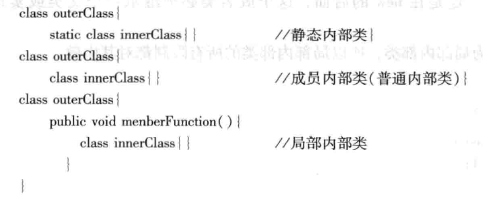 class outerClass{
static class innerClass{} //静态内部类}
class outerClass{
class innerClass{} //成员内部类(普通内部类)}
class outerClass{
public void menberFunction(){
class innerClass{} //局部内部类
}
}